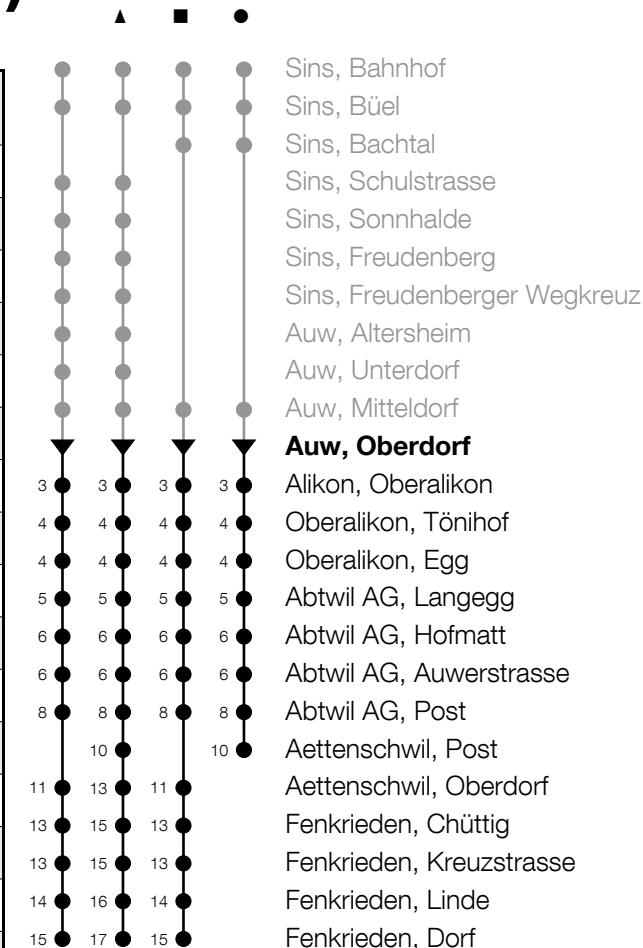 ▲ ■ ●
Sins, Bahnhof
Sins, Büel
Sins, Bachtal
Sins, Schulstrasse
Sins, Sonnhalde
Sins, Freudenberg
Sins, Freudenberger Wegkreuz
Auw, Altersheim
Auw, Unterdorf
Auw, Mitteldorf
Auw, Oberdorf
3 3 3 3 Alikon, Oberalikon
4 4 4 4 Oberalikon, Tönihof
4 4 4 4 Oberalikon, Egg
5 5 5 5 Abtwil AG, Langegg
6 6 6 6 Abtwil AG, Hofmatt
6 6 6 6 Abtwil AG, Auwerstrasse
8 8 8 8 Abtwil AG, Post
10 10 Aettenschwil, Post
11 13 11 Aettenschwil, Oberdorf
13 15 13 Fenkrieden, Chüttig
13 15 13 Fenkrieden, Kreuzstrasse
14 16 14 Fenkrieden, Linde
15 17 15 Fenkrieden, Dorf